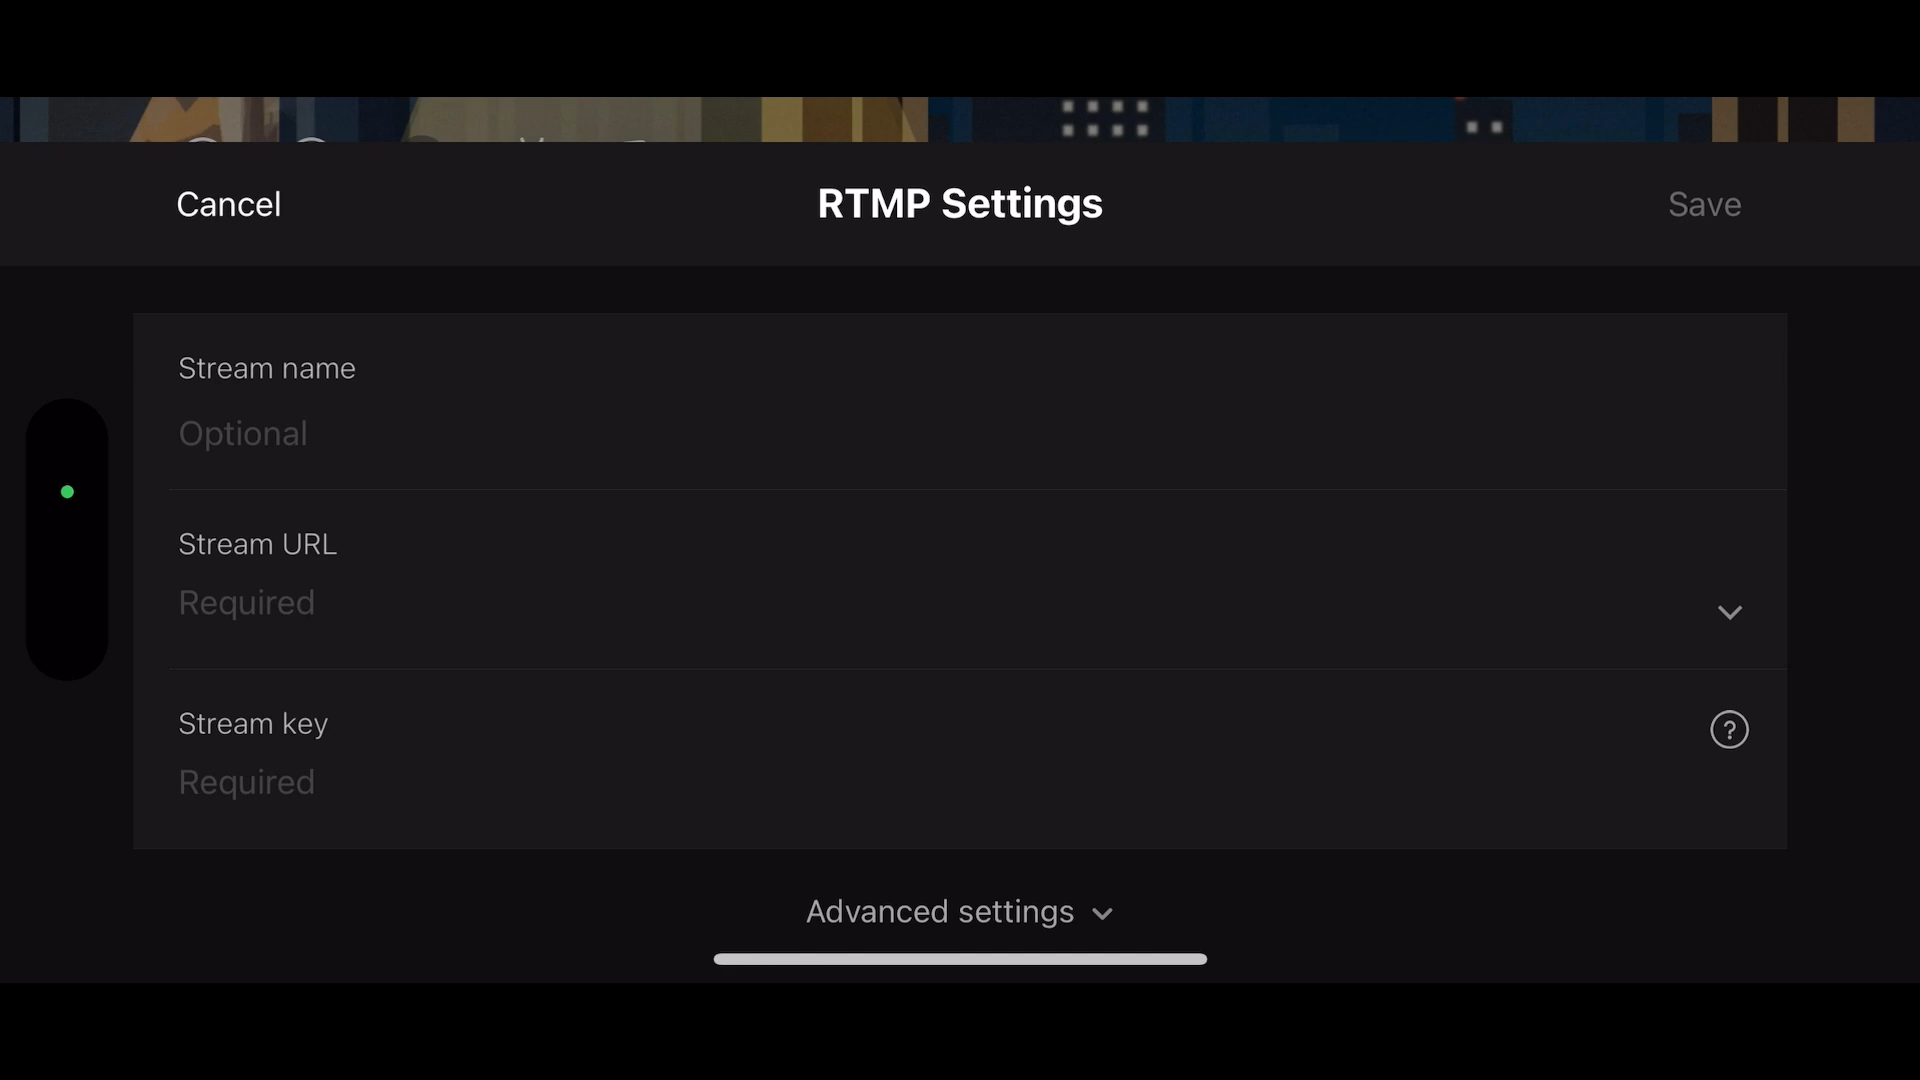 Cancel
RTMP Settings
Save
Stream name
Optional
Stream URL
Required
Stream key
?
Required
Advanced settings